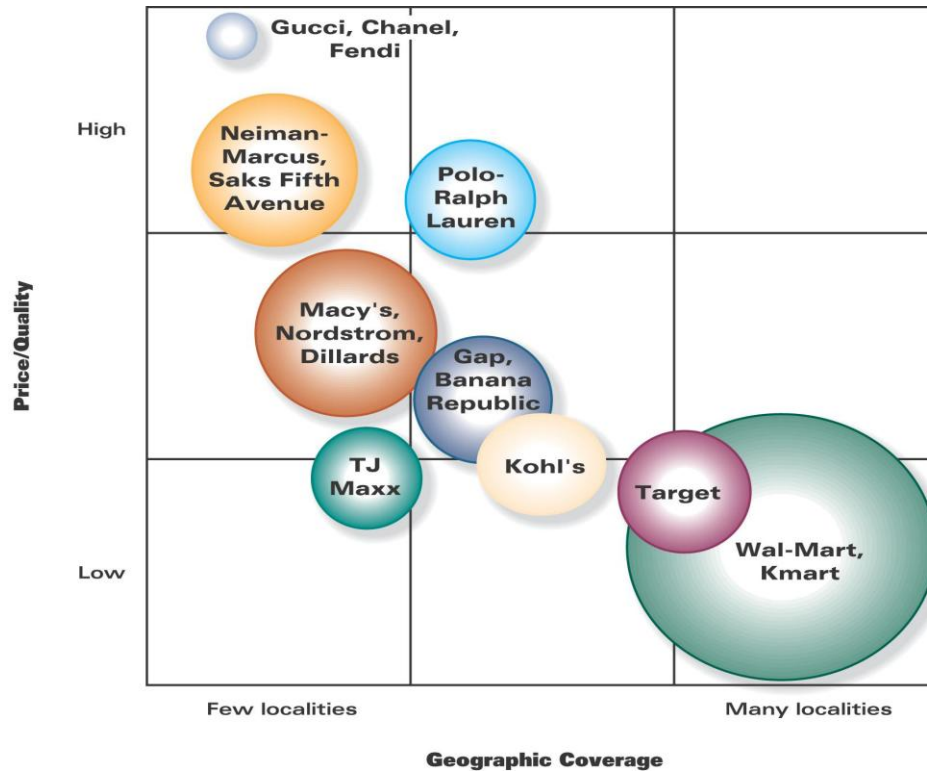 Gucci, Chanel,
Fendi
High
Neiman-
Marcus,
Saks Fifth
Avenue
Polo-
Ralph
Lauren
Price/Quality
Macy's,
Nordstrom,
Dillards
Gap,
Banana
Republic
TJ
Maxx
Kohl's
Target
Wal-Mart,
Kmart
Low
Few localities
Many localities
Geographic Coverage